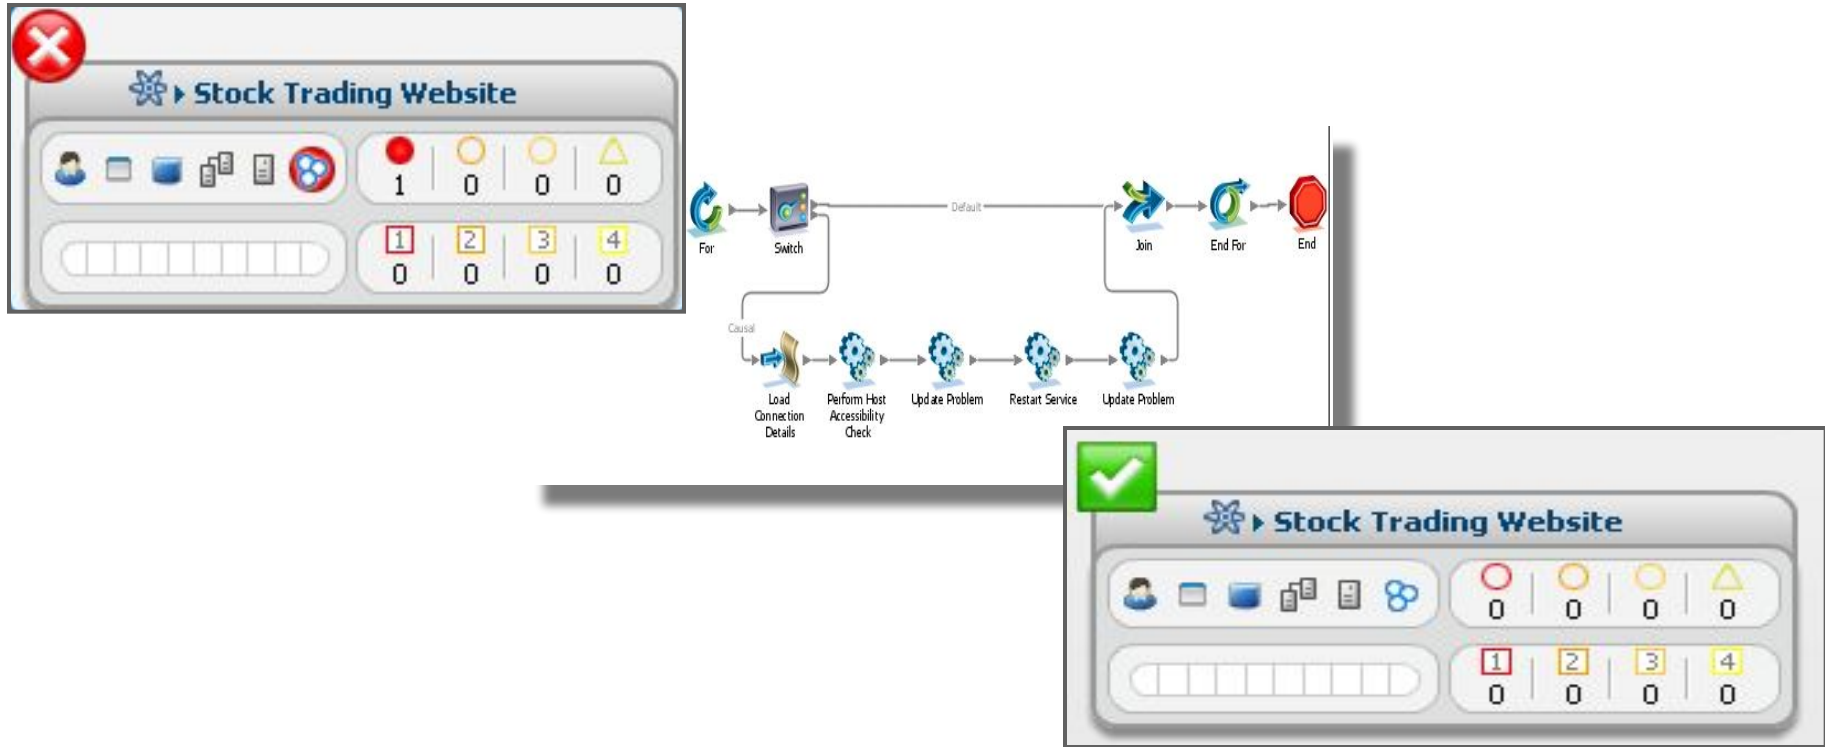 Stock Trading Website
1 0 0 0
1 2 3 4
0 0 0 0
Default
For Switch Join End For End
Causal
Load Perform Host Update Problem Restart Service Update Problem
Connection Accessibility
Details Check
Stock Trading Website
0 0 0 0
1 2 3 4
0 0 0 0